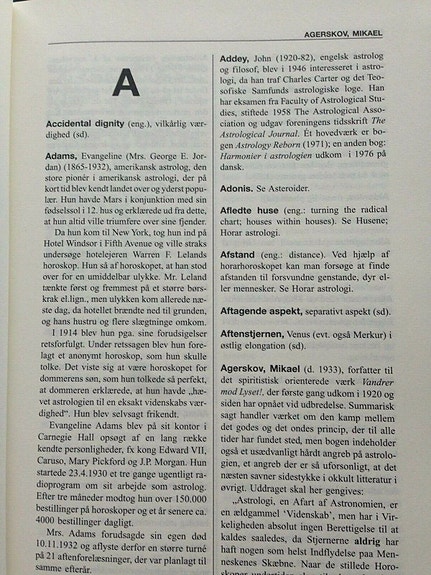 AGERSKOV, MIKAEL
A
Accidental dignity (eng.), vilkårlig vær-
dighed (sd).
Adams, Evangeline (Mrs. George E. Jor-
dan) (1865-1932), amerikansk astrolog, den
store pionér i amerikansk astrologi, der på
kort tid blev kendt landet over og yderst popu-
lær. Hun havde Mars i konjunktion med sin
fødselssol i 12. hus og erklærede ud fra dette,
at hun altid ville triumfere over sine fjender.
Da hun kom til New York, tog hun ind på
Hotel Windsor i Fifth Avenue og ville straks
undersøge hotelejeren Warren F. Lelands
horoskop. Hun så af horoskopet, at han stod
over for en umiddelbar ulykke. Mr. Leland
tænkte først og fremmest på et større børs-
krak el.lign., men ulykken kom allerede næ-
ste dag, da hotellet brændte ned til grunden,
og hans hustru og flere slægtninge omkom.
I 1914 blev hun pga. sine forudsigelser
retsforfulgt. Under retssagen blev hun fore-
lagt et anonymt horoskop, som hun skulle
tolke. Det viste sig at være horoskopet for
dommerens søn, som hun tolkede så perfekt,
at dommeren erklærede, at hun havde „hæ-
vet astrologien til en eksakt videnskabs vær-
dighed“. Hun blev selvsagt frikendt.
Evangeline Adams blev på sit kontor i
Carnegie Hall opsøgt af en lang række
kendte personligheder, fx kong Edward VII,
Caruso, Mary Pickford og J.P. Morgan. Hun
startede 23.4.1930 et tre gange ugentligt ra-
dioprogram om sit arbejde som astrolog.
Efter tre måneder modtog hun over 150.000
bestillinger på horoskoper og et år senere ca.
4000 bestillinger dagligt.
Mrs. Adams forudsagde sin egen død
10.11.1932 og aflyste derfor en større turné
på 21 aftenforelæsninger, der var planlagt til
samme efterår.
Addey, John (1920-82), engelsk astrolog
og filosof, blev i 1946 interesseret i astro-
logi, da han traf Charles Carter og det Teo-
sofiske Samfunds astrologiske loge. Han
har eksamen fra Faculty of Astrological Stu-
dies, stiftede 1958 The Astrological Asso-
ciation og udgav foreningens tidsskrift The
Astrological Journal. Ét hovedværk er bo-
gen Astrology Reborn (1971); en anden bog:
Harmonier i astrologien udkom i 1976 på
dansk.
Adonis. Se Asteroider.
Afledte huse (eng.: turning the radical
chart; houses within houses). Se Husene;
Horar astrologi.
Afstand (eng.: distance). Ved hjælp af
horarhoroskopet kan man forsøge at finde
afstanden til forsvundne genstande, dyr el-
ler mennesker. Se Horar astrologi.
Aftagende aspekt, separativt aspekt (sd).
Aftenstjernen, Venus (evt. også Merkur) i
østlig elongation (sd).
Agerskov, Mikael (d. 1933), forfatter til
det spiritistisk orienterede værk Vandrer
mod Lyset!, der første gang udkom i 1920 og
siden har opnået vid udbredelse. Summarisk
sagt handler værket om den kamp mellem
det godes og det ondes princip, der til alle
tider har fundet sted, men bogen indeholder
også et usædvanligt hårdt angreb på astrolo-
gien, et angreb der er så uforsonligt, at det
næsten savner sidestykke i okkult litteratur i
øvrigt. Uddraget skal her gengives:
„Astrologi, en Afart af Astronomien, er
en ældgammel 'Videnskab', men har i Vir-
keligheden absolut ingen Berettigelse til at
kaldes saaledes, da Stjernerne aldrig har
haft nogen som helst Indflydelse paa Men-
neskenes Skæbne. Naar de stillede Horo-